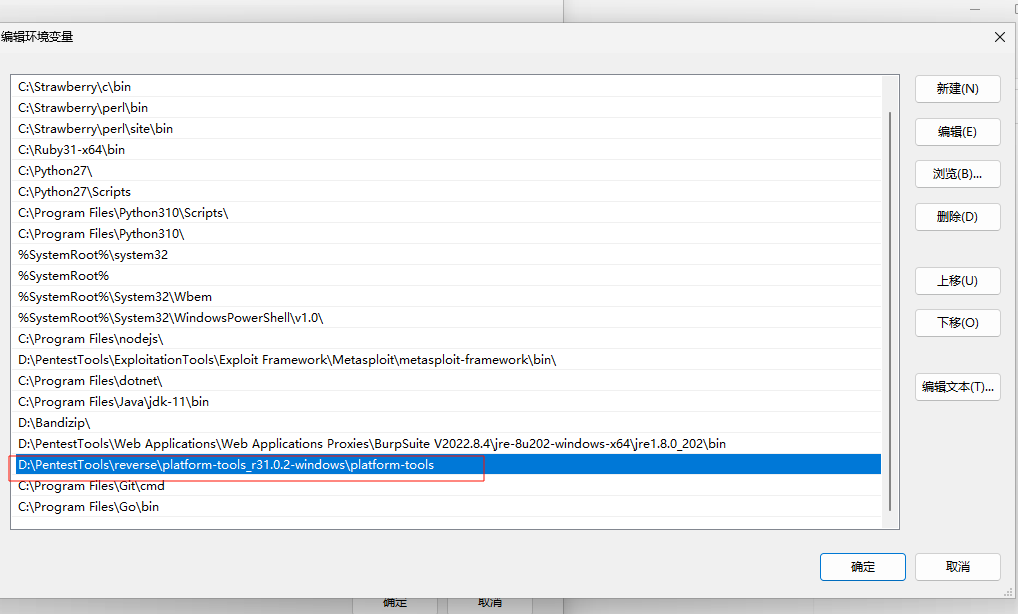 编辑环境变量
C:\Strawberry\c\bin
C:\Strawberry\perl\bin
C:\Strawberry\perl\site\bin
C:\Ruby31-x64\bin
C:\Python27\
C:\Python27\Scripts
C:\Program Files\Python310\Scripts\
C:\Program Files\Python310\
%SystemRoot%\system32
%SystemRoot%
%SystemRoot%\System32\Wbem
%SystemRoot%\System32\WindowsPowerShell\v1.0\
C:\Program Files\nodejs\
D:\PentestTools\ExploitationTools\Exploit Framework\Metasploit\metasploit-framework\bin\
C:\Program Files\dotnet\
C:\Program Files\Java\jdk-11\bin
D:\Bandizip\
D:\PentestTools\Web Applications\Web Applications Proxies\BurpSuite V2022.8.4\jre-8u202-windows-x64\jre1.8.0_202\bin
D:\PentestTools\reverse\platform-tools_r31.0.2-windows\platform-tools
C:\Program Files\Git\cmd
C:\Program Files\Go\bin
新建(N)
编辑(E)
浏览(B)...
删除(D)
上移(U)
下移(O)
编辑文本(T)...
确定
取消
确定
取消